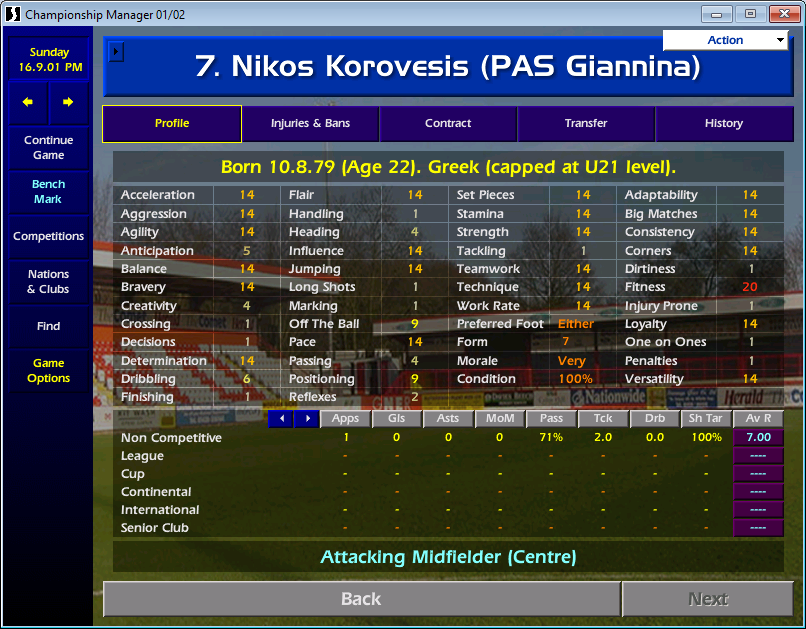 Championship Manager 01/02
Sunday
16.9.01 PM
Continue
Game
Bench
Mark
Competitions
Nations
& Clubs
Find
Game
Options
Action
7. Nikos Korovesis (PAS Giannina)
Profile Injuries & Bans Contract Transfer History
Born 10.8.79 (Age 22). Greek (capped at U21 level).
Acceleration 14 Flair 14 Set Pieces 14 Adaptability 14
Aggression 14 Handling 1 Stamina 14 Big Matches 14
Agility 14 Heading 4 Strength 14 Consistency 14
Anticipation 5 Influence 14 Tackling 1 Corners 14
Balance 14 Jumping 14 Teamwork 14 Dirtiness 1
Bravery 14 Long Shots 1 Technique 14 Fitness 20
Creativity 4 Marking 1 Work Rate 14 Injury Prone 1
Crossing 1 Off The Ball 9 Preferred Foot Either Loyalty 14
Decisions 1 Pace 14 Form 7 One on Ones 1
Determination 14 Passing 4 Morale Very Penalties 1
Dribbling 6 Positioning 9 Condition 100% Versatility 14
Finishing 1 Reflexes 2
Apps Gls Asts MoM Pass Tck Drb Sh Tar Av R
Non Competitive 1 0 0 0 71% 2.0 0.0 100% 7.00
League - - - - - - - - ----
Cup - - - - - - - - ----
Continental - - - - - - - - ----
International - - - - - - - - ----
Senior Club - - - - - - - - ----
Attacking Midfielder (Centre)
Back Next
Nationwide
Herald